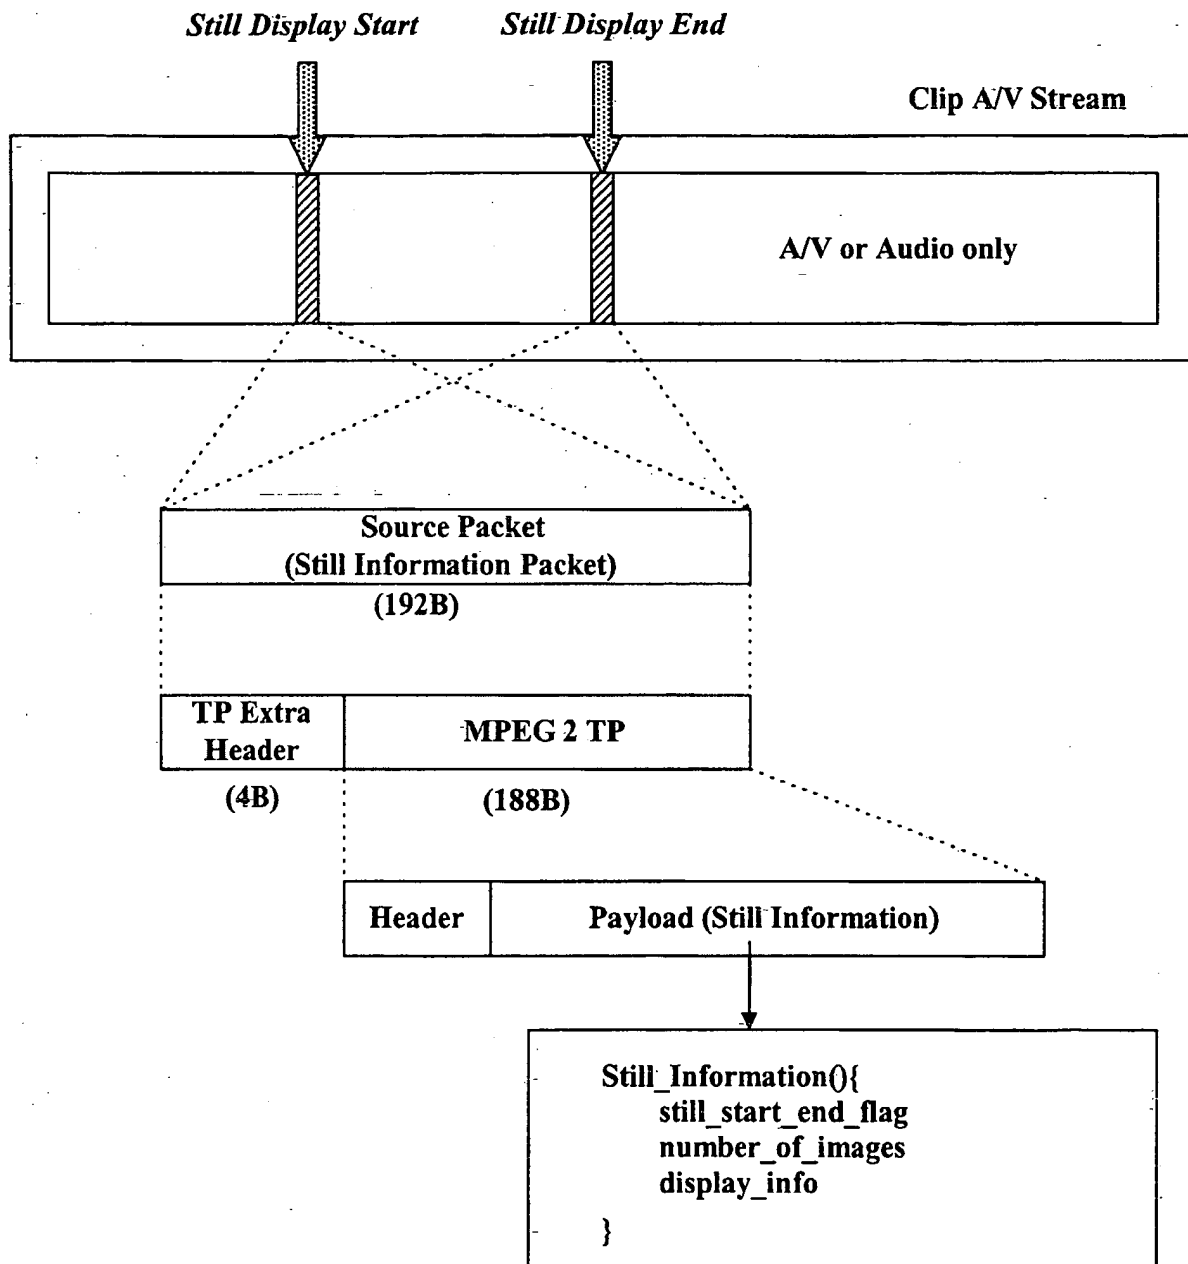 Still Display Start
Still Display End
Clip A/V Stream
A/V or Audio only
Source Packet
(Still Information Packet)
(192B)
TP Extra
Header
MPEG 2 TP
(4B)
(188B)
Header
Payload (Still Information)
Still_Information(){
still_start_end_flag
number_of_images
display_info
}